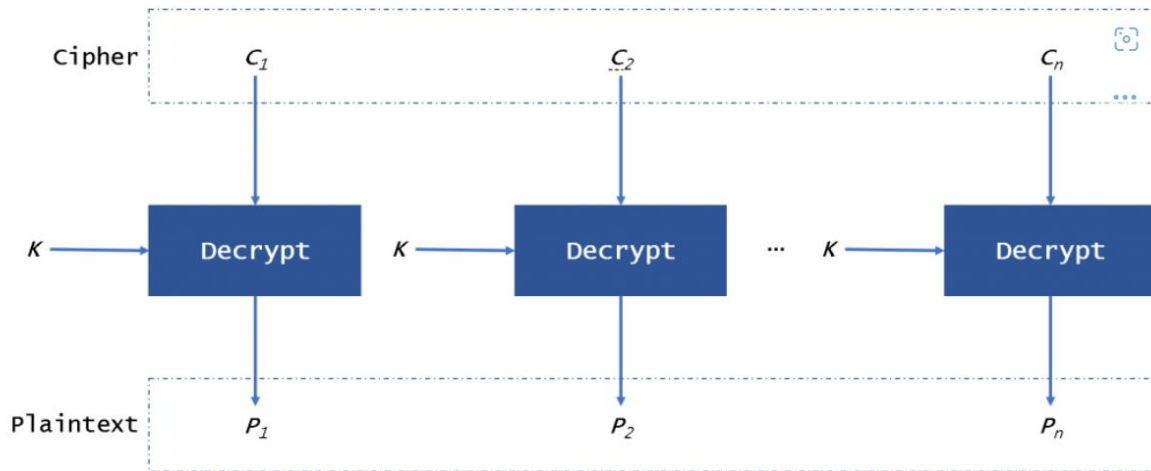 Cipher C₁ C₂ Cₙ
K Decrypt K Decrypt ... K Decrypt
Plaintext P₁ P₂ Pₙ